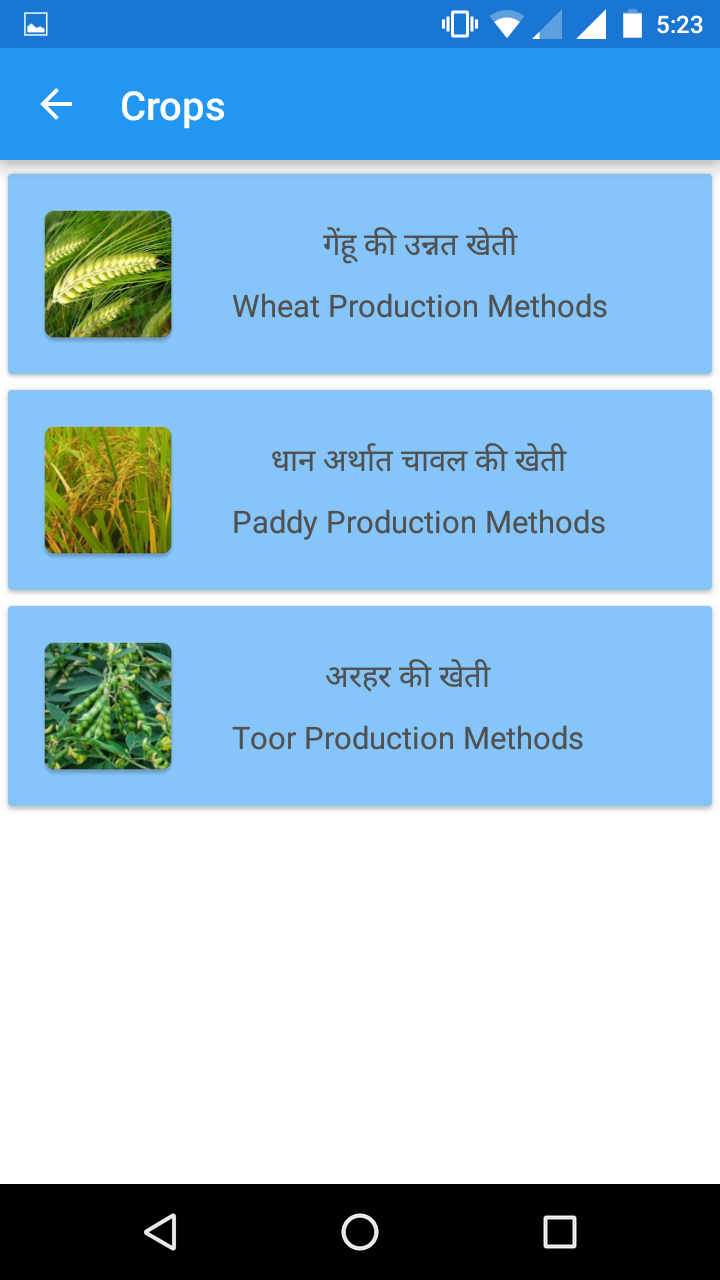 5:23
Crops
गेंहू की उन्नत खेती
Wheat Production Methods
धान अर्थात चावल की खेती
Paddy Production Methods
अरहर की खेती
Toor Production Methods